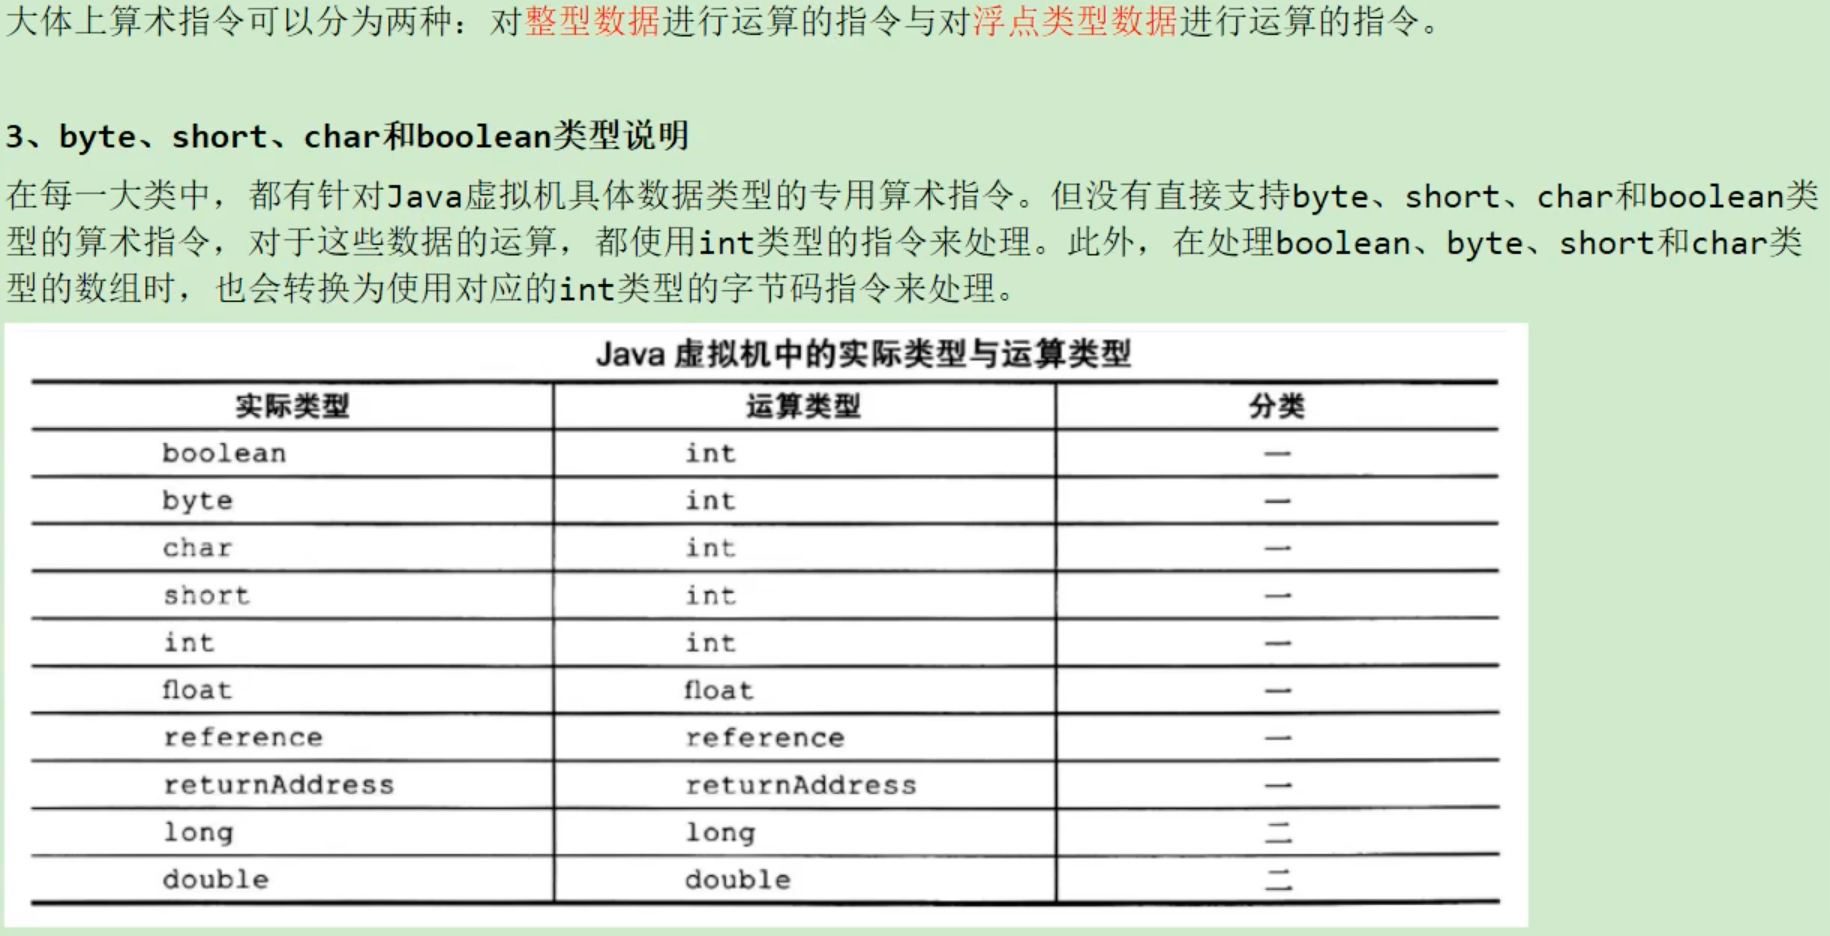 大体上算术指令可以分为两种：对整型数据进行运算的指令与对浮点类型数据进行运算的指令。
3、byte、short、char和boolean类型说明
在每一大类中，都有针对Java虚拟机具体数据类型的专用算术指令。但没有直接支持byte、short、char和boolean类
型的算术指令，对于这些数据的运算，都使用int类型的指令来处理。此外，在处理boolean、byte、short和char类
型的数组时，也会转换为使用对应的int类型的字节码指令来处理。
Java 虚拟机中的实际类型与运算类型
实际类型 运算类型 分类
boolean int 一
byte int 一
char int 一
short int 一
int int 一
float float 一
reference reference 一
returnAddress returnAddress 一
long long 二
double double 二